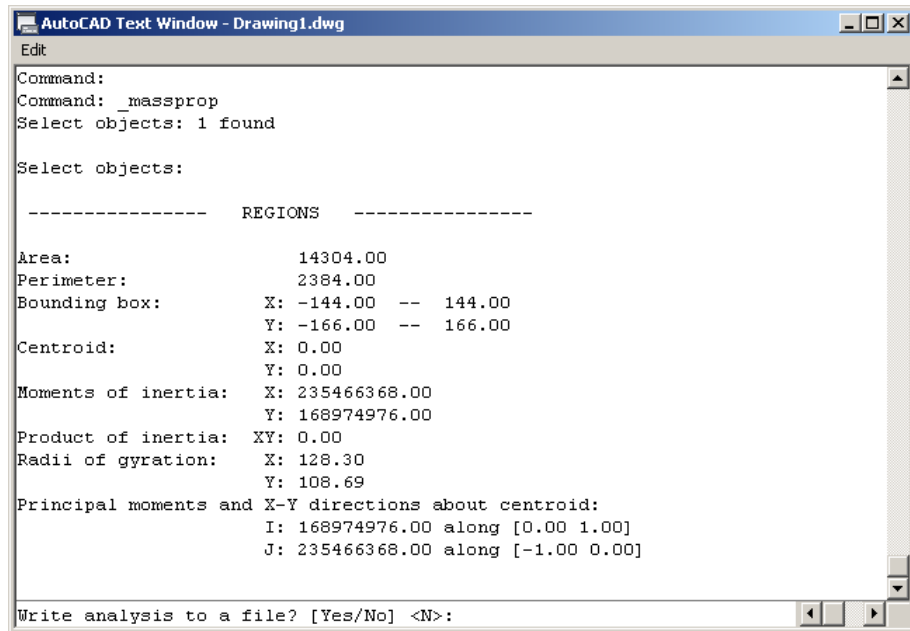 AutoCAD Text Window - Drawing1.dwg
Edit
Command:
Command: _massprop
Select objects: 1 found
Select objects:
---------------- REGIONS ----------------
Area: 14304.00
Perimeter: 2384.00
Bounding box: X: -144.00 -- 144.00
Y: -166.00 -- 166.00
Centroid: X: 0.00
Y: 0.00
Moments of inertia: X: 235466368.00
Y: 168974976.00
Product of inertia: XY: 0.00
Radii of gyration: X: 128.30
Y: 108.69
Principal moments and X-Y directions about centroid:
I: 168974976.00 along [0.00 1.00]
J: 235466368.00 along [-1.00 0.00]
Write analysis to a file? [Yes/No] <N>: